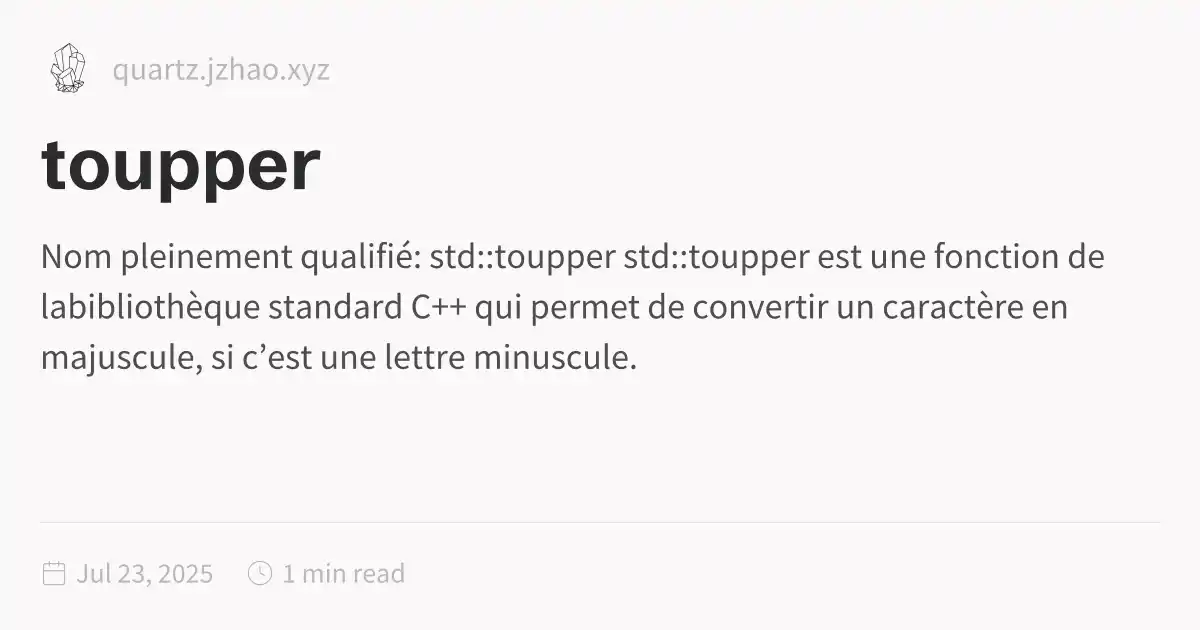 quartz.jzhao.xyz
toupper
Nom pleinement qualifié: std::toupper std::toupper est une fonction de
labibliothèque standard C++ qui permet de convertir un caractère en
majuscule, si c’est une lettre minuscule.
Jul 23, 2025 1 min read